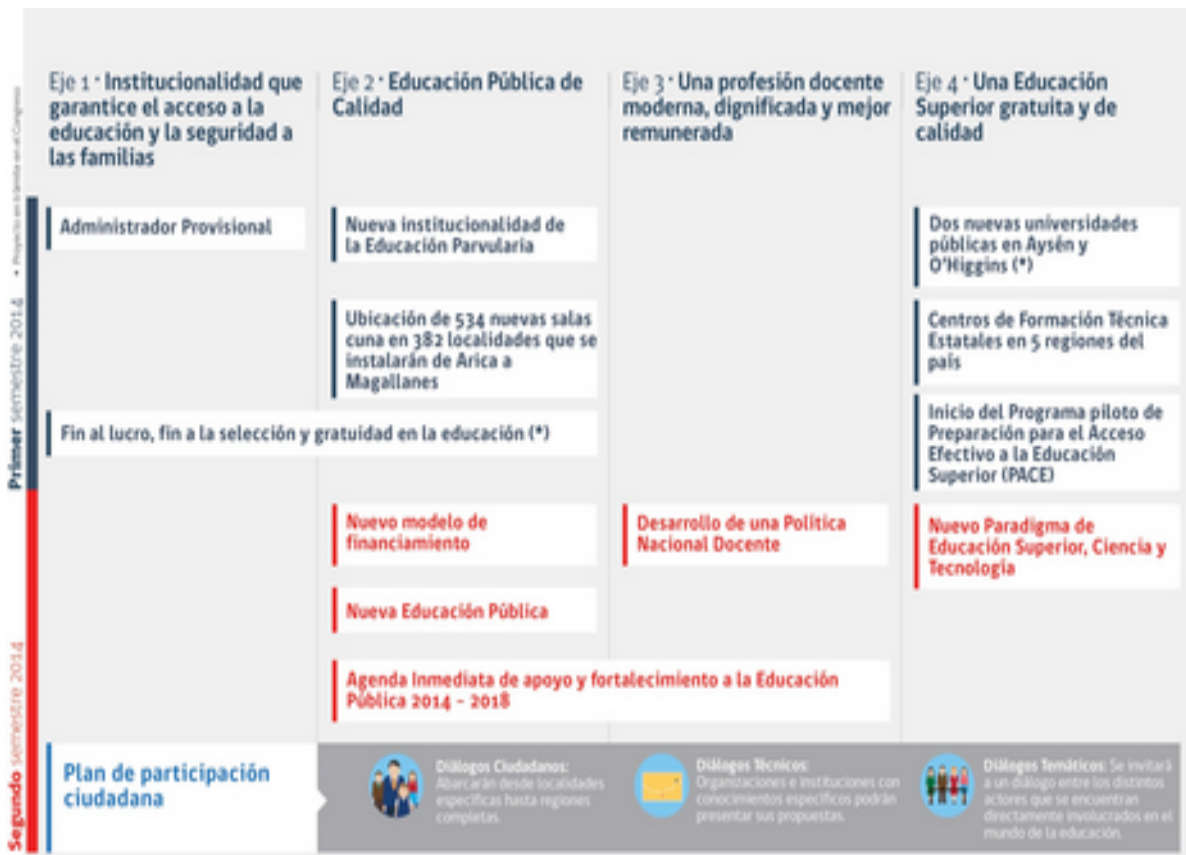 Eje 1 · Institucionalidad que
garantice el acceso a la
educación y la seguridad a
las familias
Eje 2 · Educación Pública de
Calidad
Eje 3 · Una profesión docente
moderna, dignificada y mejor
remunerada
Eje 4 · Una Educación
Superior gratuita y de
calidad
Primer semestre 2014
* Proyecto en trámite en el Congreso
Administrador Provisional
Nueva institucionalidad de
la Educación Parvularia
Dos nuevas universidades
públicas en Aysén y
O'Higgins (*)
Ubicación de 534 nuevas salas
cuna en 382 localidades que se
instalarán de Arica a
Magallanes
Centros de Formación Técnica
Estatales en 5 regiones del
país
Fin al lucro, fin a la selección y gratuidad en la educación (*)
Inicio del Programa piloto de
Preparación para el Acceso
Efectivo a la Educación
Superior (PACE)
Segundo semestre 2014
Nuevo modelo de
financiamiento
Desarrollo de una Política
Nacional Docente
Nuevo Paradigma de
Educación Superior, Ciencia y
Tecnología
Nueva Educación Pública
Agenda Inmediata de apoyo y fortalecimiento a la Educación
Pública 2014 - 2018
Plan de participación
ciudadana
Diálogos Ciudadanos:
Abarcarán desde localidades
específicas hasta regiones
completas.
Diálogos Técnicos:
Organizaciones e instituciones con
conocimientos específicos podrán
presentar sus propuestas.
Diálogos Temáticos: Se invitará
a un diálogo entre los distintos
actores que se encuentran
directamente involucrados en el
mundo de la educación.